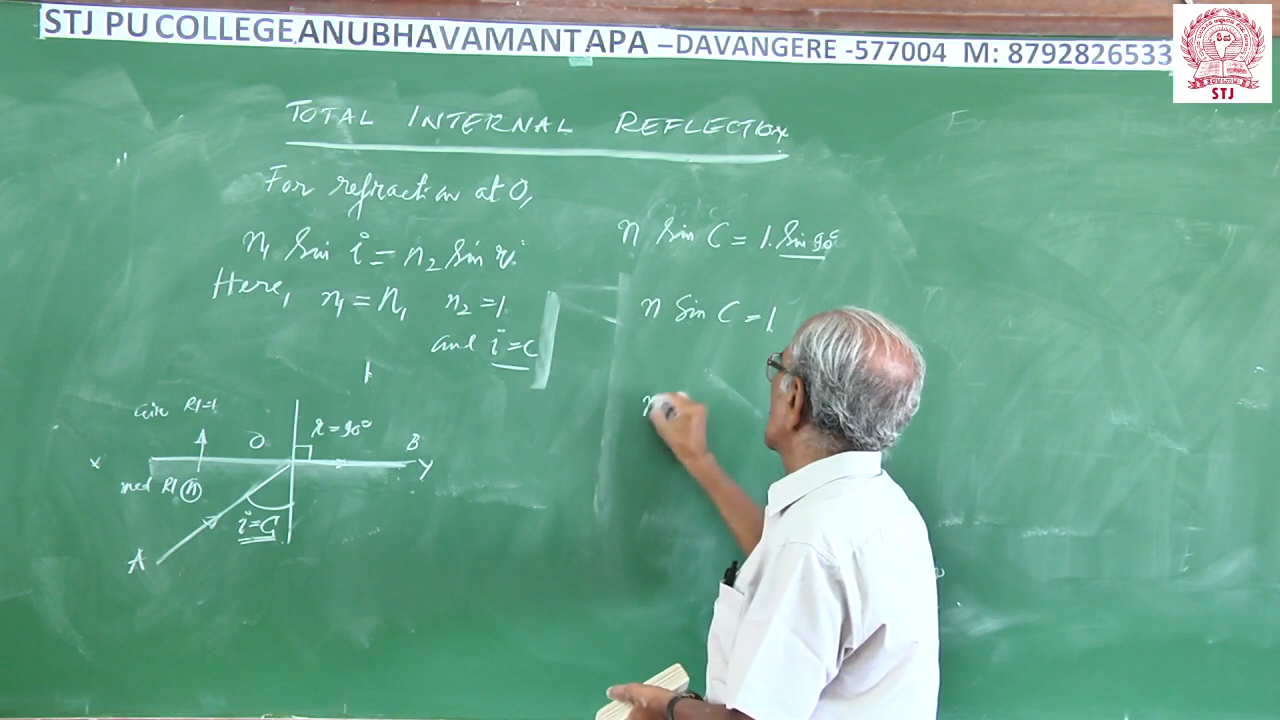 STJ PU COLLEGE, ANUBHAVAMANTAPA –DAVANGERE -577004 M: 8792826533
STJ
TOTAL INTERNAL REFLECTION
For refraction at O,
n₁ Sin i = n₂ Sin r
Here, n₁ = n, n₂ = 1
and i = C
n Sin C = 1. Sin 90°
n Sin C = 1
n
air RI=1
O
r = 90°
B
X
Y
med RI n
i = C
A